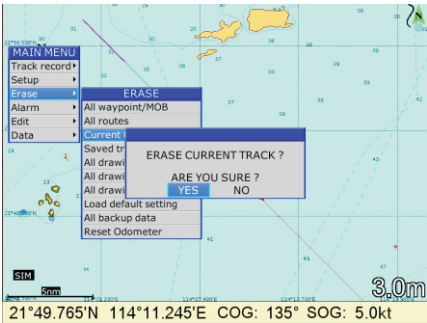 MAIN MENU
Track record
Setup
Erase
Alarm
Edit
Data
ERASE
All waypoint/MOB
All routes
Current t
Saved tr
All drawi
All drawi
All drawi
Load default setting
All backup data
Reset Odometer
ERASE CURRENT TRACK ?
ARE YOU SURE ?
YES NO
N
SIM
5nm
3.0m
21°49.765'N 114°11.245'E COG: 135° SOG: 5.0kt